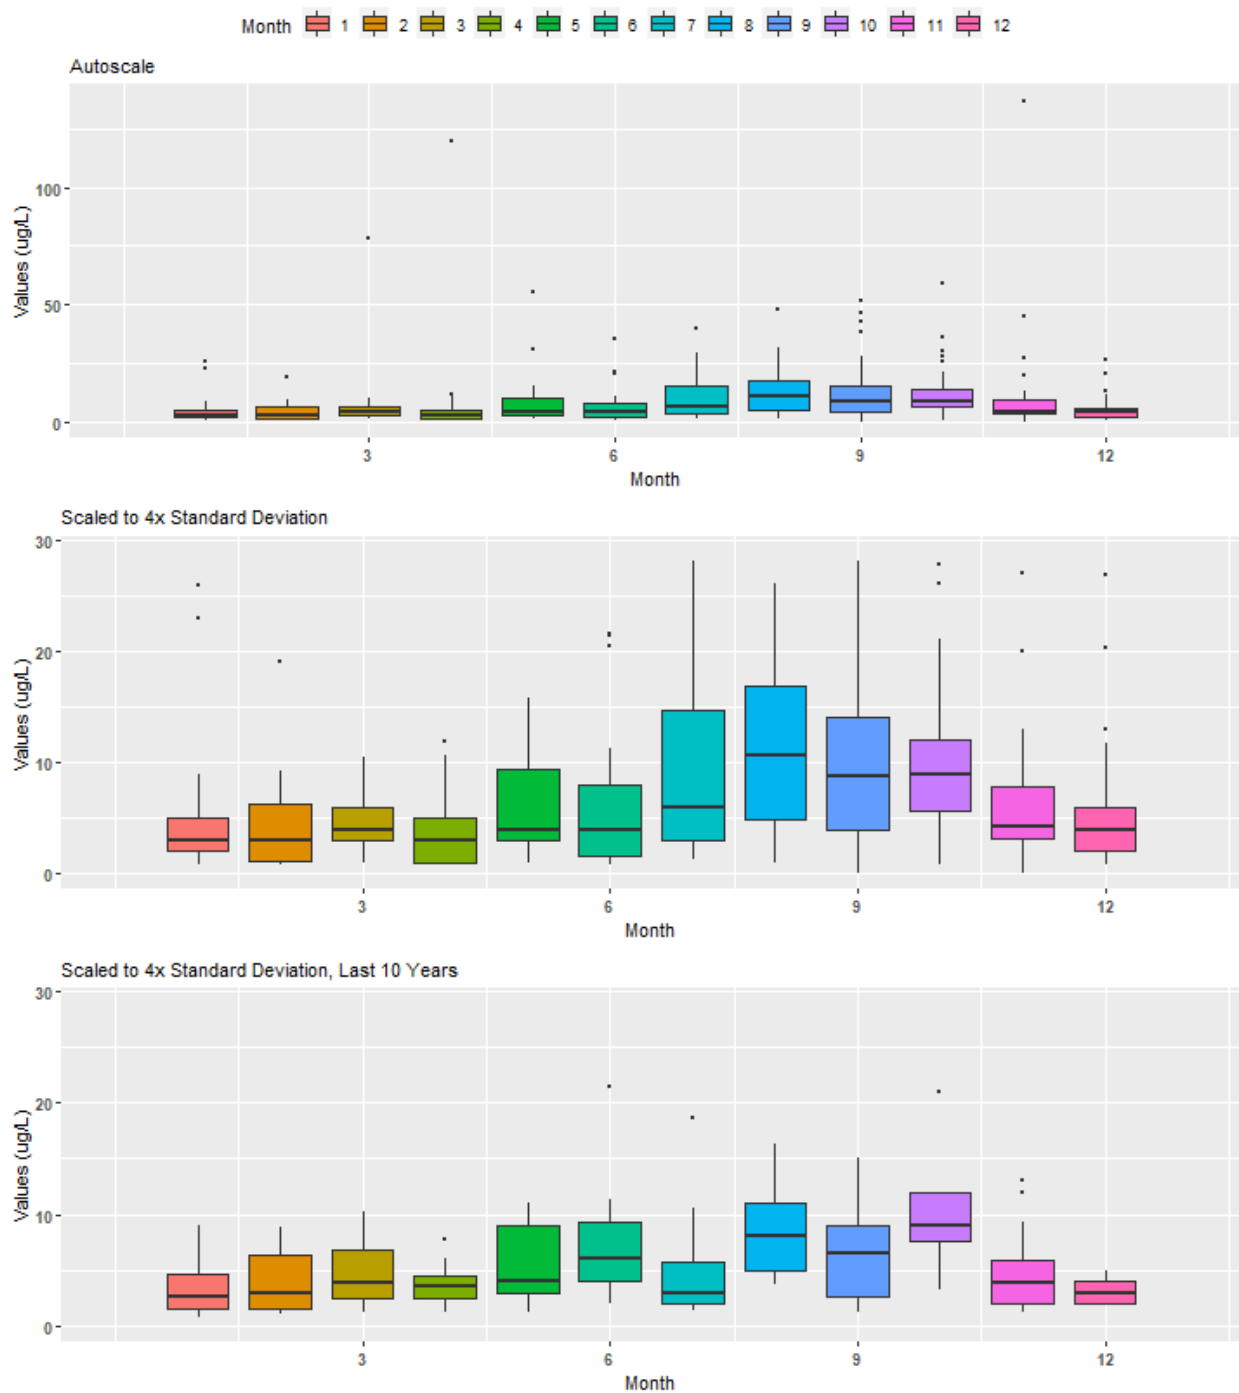 Month 1 2 3 4 5 6 7 8 9 10 11 12
Autoscale
Values (ug/L)
100
50
0
3 6 9 12
Month
Scaled to 4x Standard Deviation
Values (ug/L)
30
20
10
0
3 6 9 12
Month
Scaled to 4x Standard Deviation, Last 10 Years
Values (ug/L)
30
20
10
0
3 6 9 12
Month